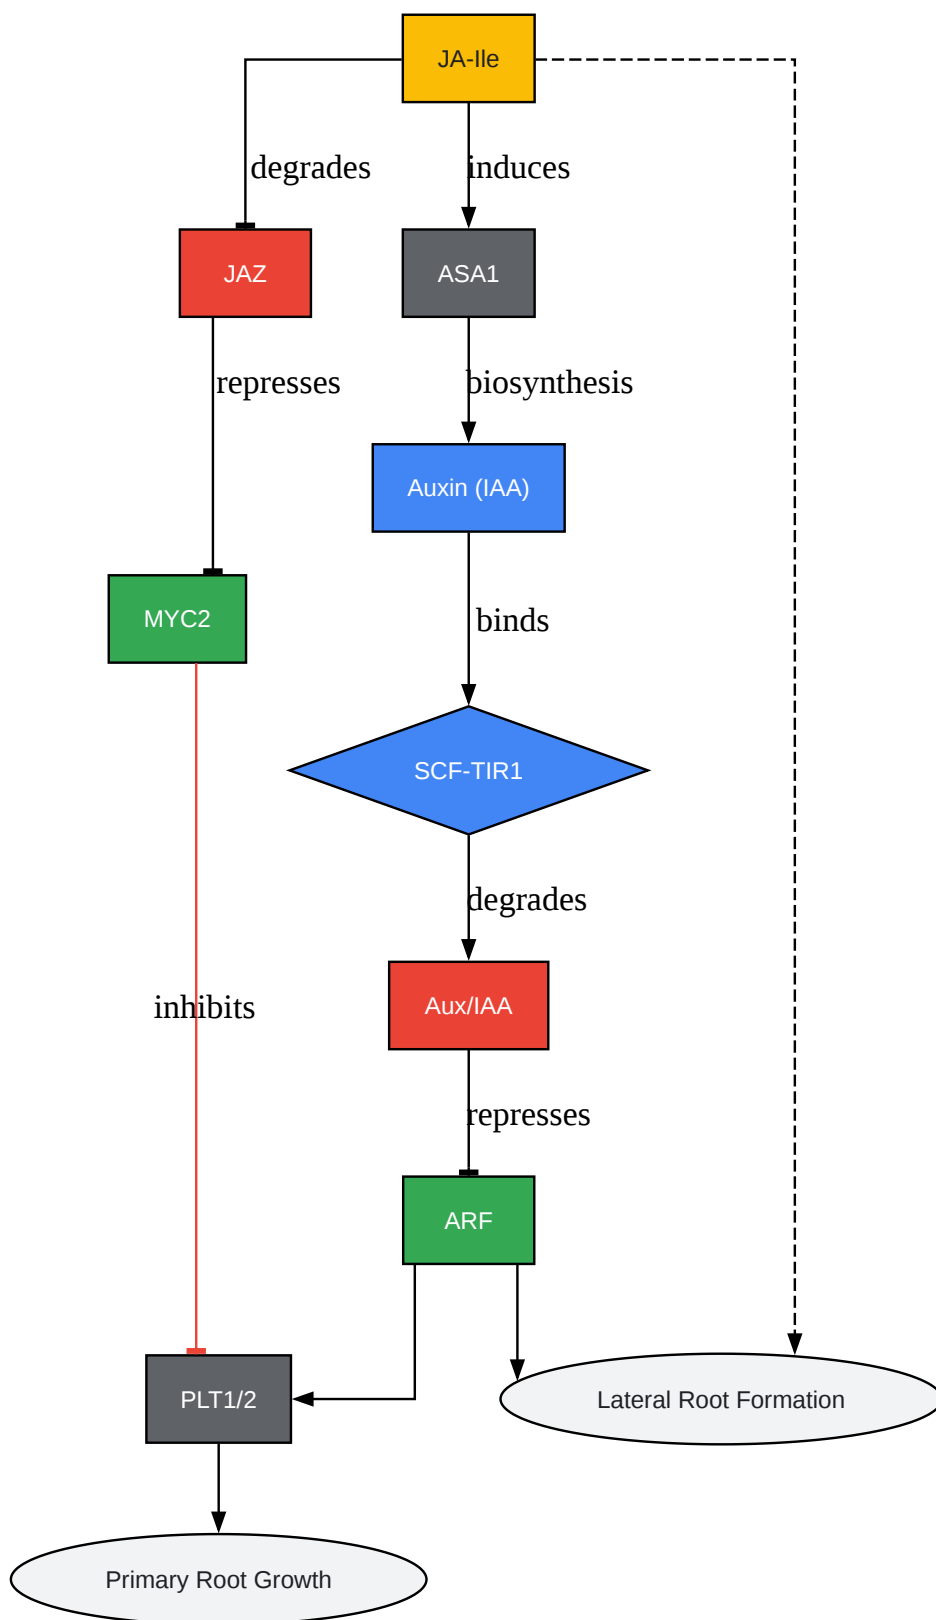 JA-Ile
degrades
induces
JAZ
ASA1
represses
biosynthesis
Auxin (IAA)
MYC2
binds
SCF-TIR1
degrades
Aux/IAA
inhibits
represses
ARF
PLT1/2
Lateral Root Formation
Primary Root Growth